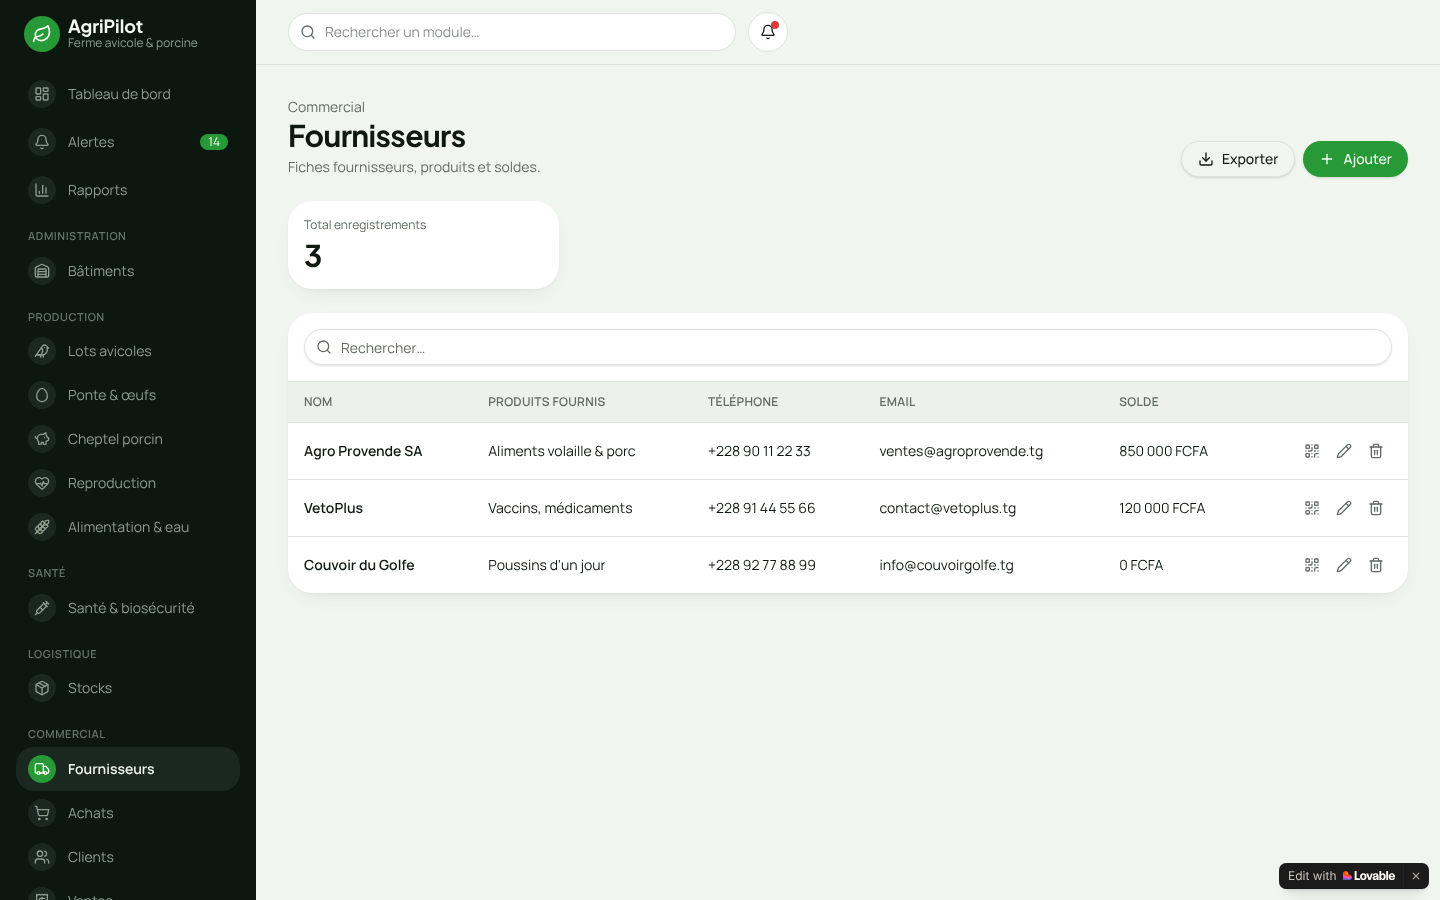 AgriPilot
Ferme avicole & porcine
Tableau de bord
Alertes 14
Rapports
ADMINISTRATION
Bâtiments
PRODUCTION
Lots avicoles
Ponte & œufs
Cheptel porcin
Reproduction
Alimentation & eau
SANTÉ
Santé & biosécurité
LOGISTIQUE
Stocks
COMMERCIAL
Fournisseurs
Achats
Clients
Ventes
Rechercher un module…
Commercial
Fournisseurs
Fiches fournisseurs, produits et soldes.
Exporter
Ajouter
Total enregistrements
3
Rechercher…
NOM PRODUITS FOURNIS TÉLÉPHONE EMAIL SOLDE
Agro Provende SA Aliments volaille & porc +228 90 11 22 33 ventes@agroprovende.tg 850 000 FCFA
VetoPlus Vaccins, médicaments +228 91 44 55 66 contact@vetoplus.tg 120 000 FCFA
Couvoir du Golfe Poussins d'un jour +228 92 77 88 99 info@couvoirgolfe.tg 0 FCFA
Edit with Lovable